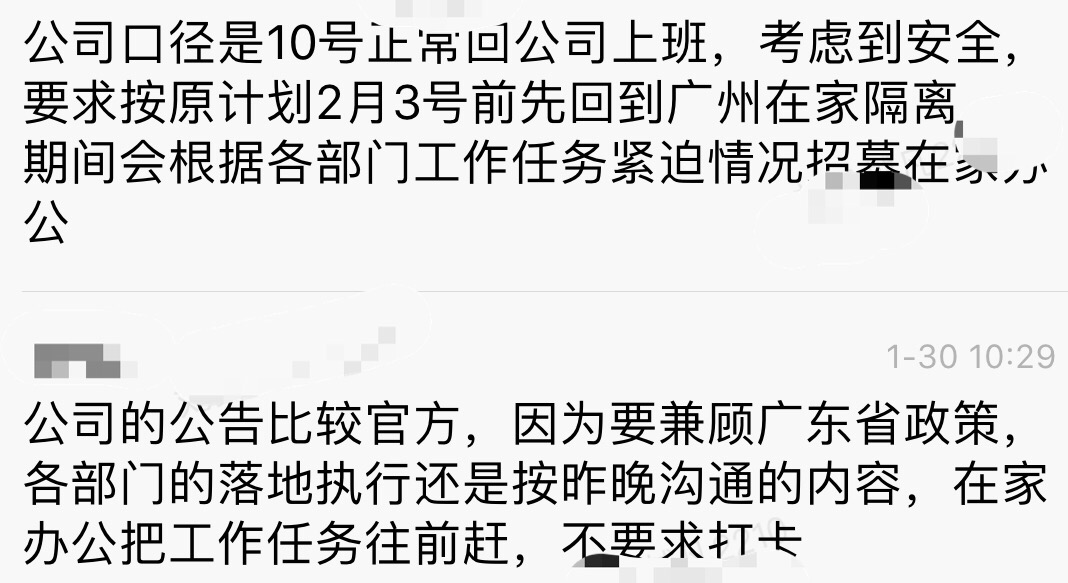 公司口径是10号正常回公司上班，考虑到安全，
要求按原计划2月3号前先回到广州在家隔离
期间会根据各部门工作任务紧迫情况招募在家办
公
1-30 10:29
公司的公告比较官方，因为要兼顾广东省政策，
各部门的落地执行还是按昨晚沟通的内容，在家
办公把工作任务往前赶，不要求打卡